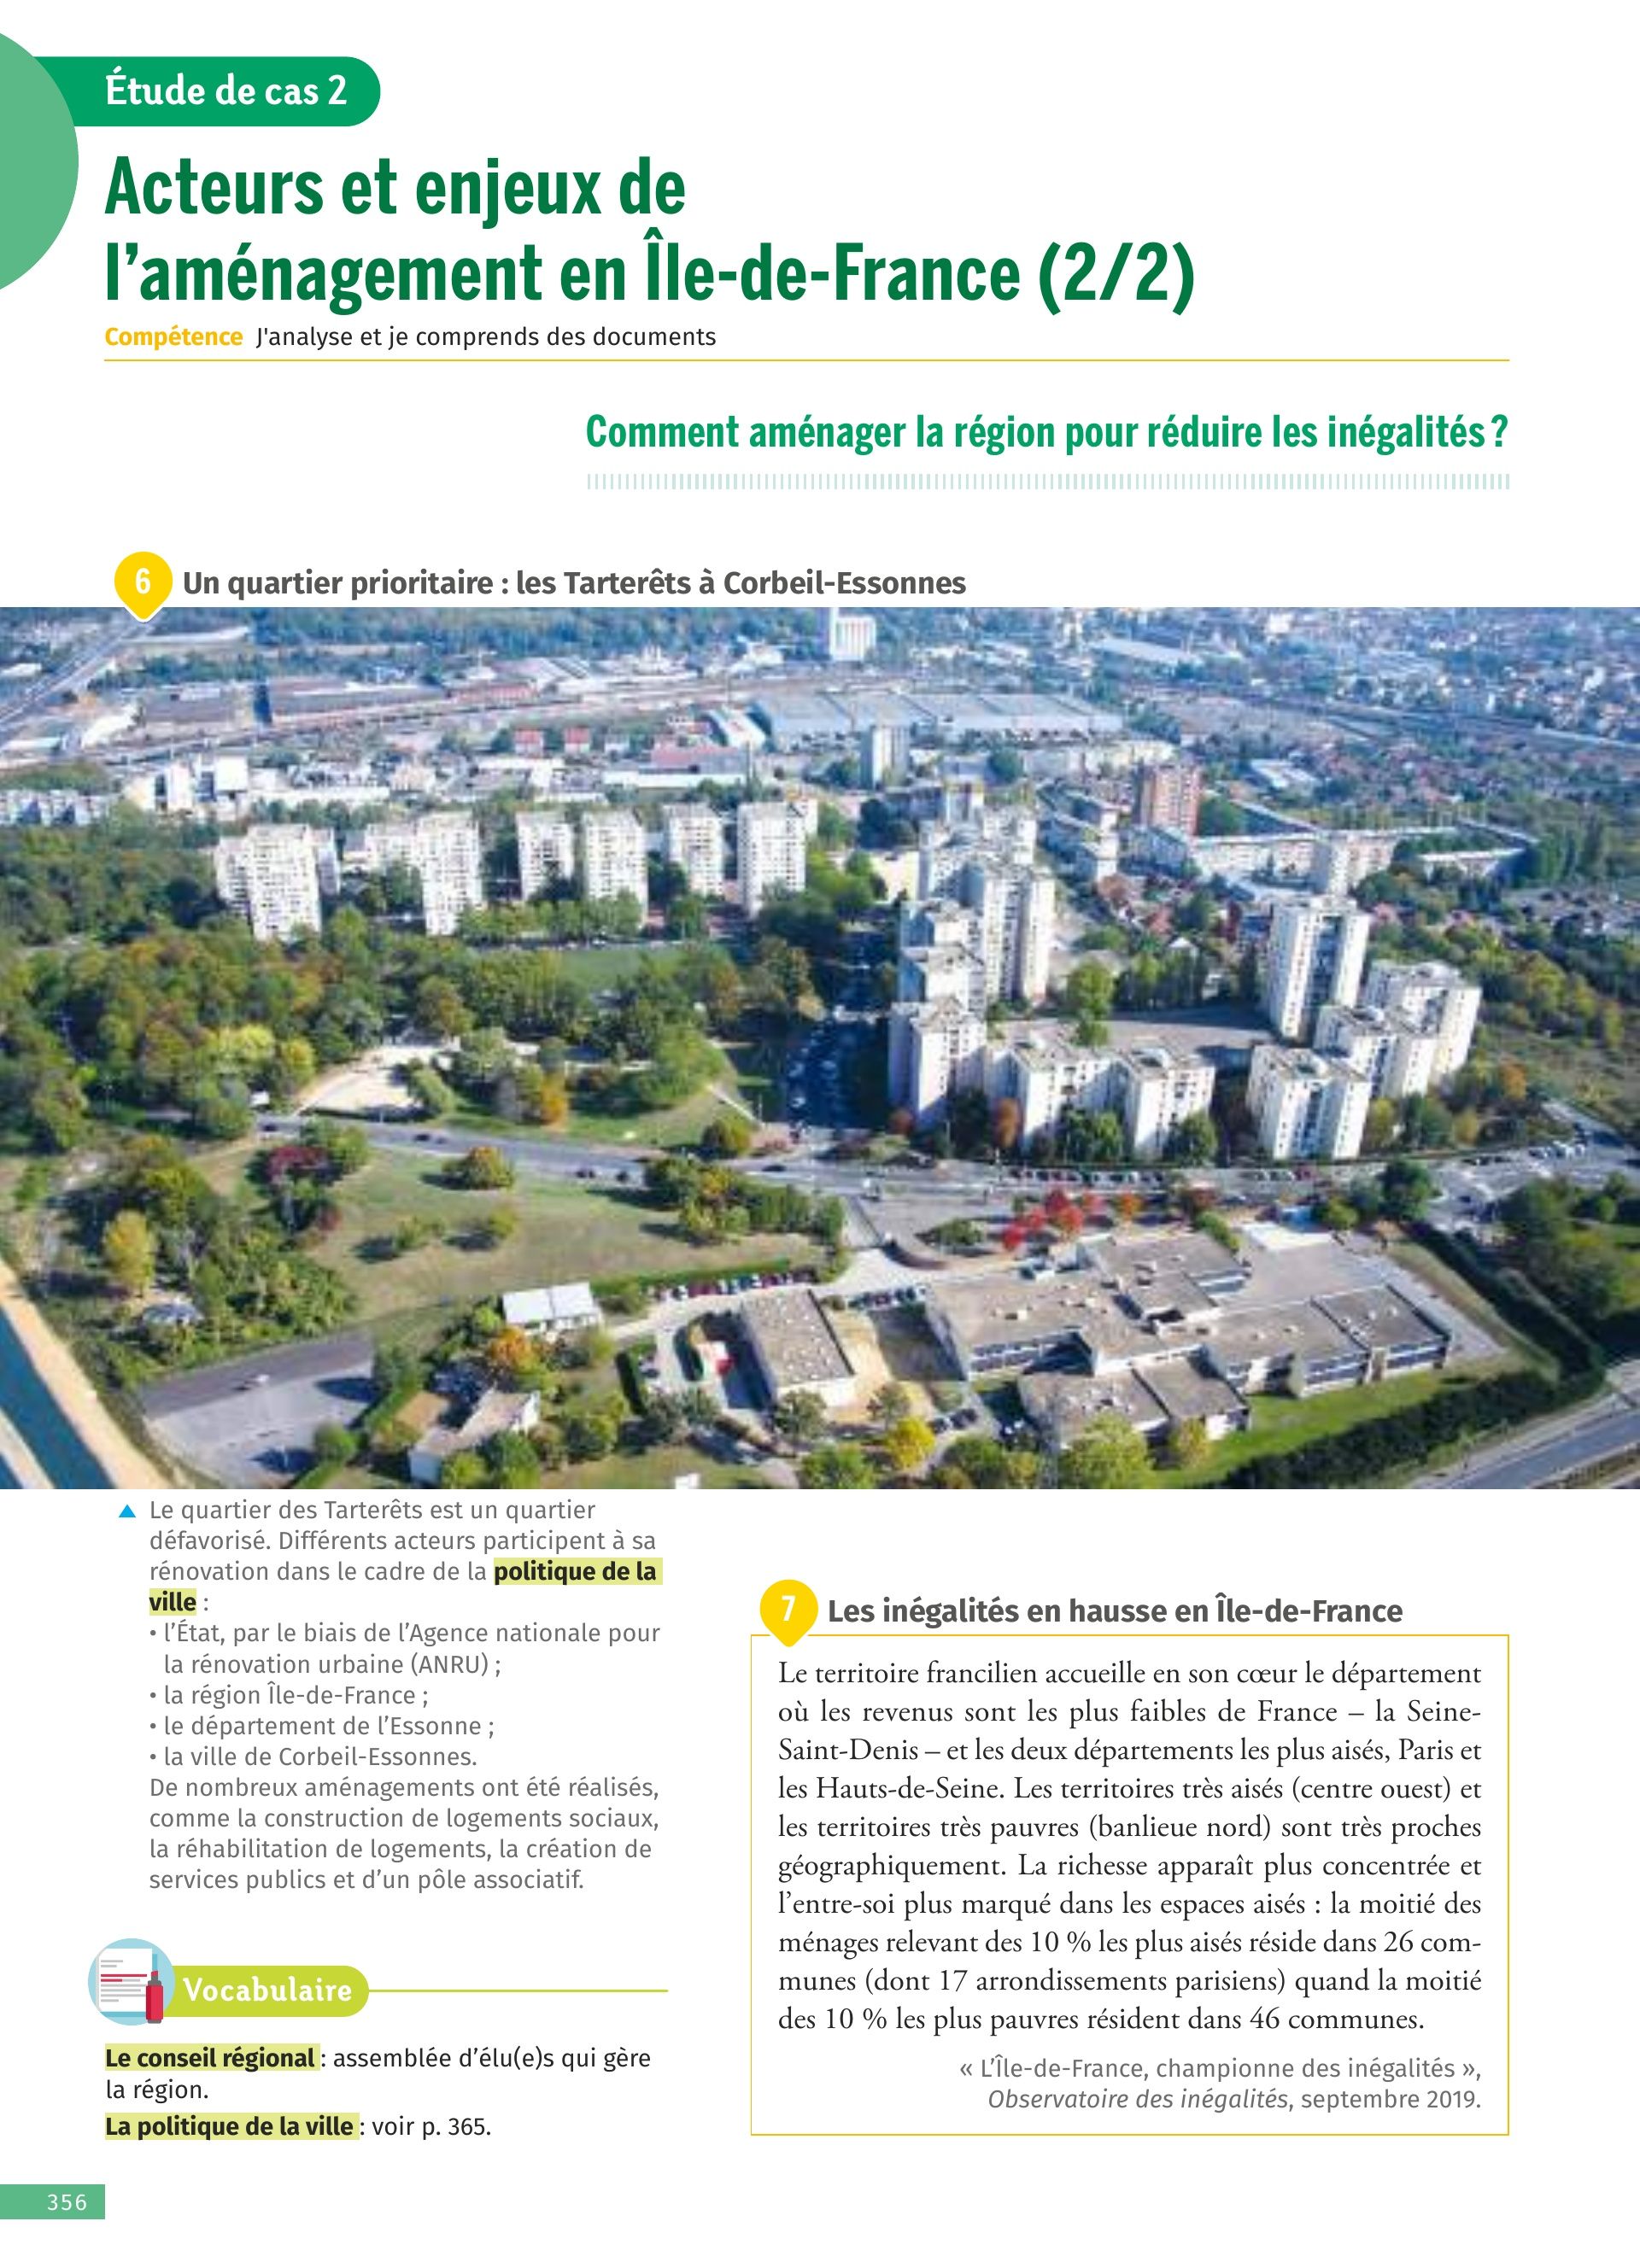 Étude de cas 2
Acteurs et enjeux de
l’aménagement en Île-de-France (2/2)
Compétence J'analyse et je comprends des documents
Comment aménager la région pour réduire les inégalités ?
6 Un quartier prioritaire : les Tarterêts à Corbeil-Essonnes
Le quartier des Tarterêts est un quartier
défavorisé. Différents acteurs participent à sa
rénovation dans le cadre de la politique de la
ville :
• l’État, par le biais de l’Agence nationale pour
la rénovation urbaine (ANRU) ;
• la région Île-de-France ;
• le département de l’Essonne ;
• la ville de Corbeil-Essonnes.
De nombreux aménagements ont été réalisés,
comme la construction de logements sociaux,
la réhabilitation de logements, la création de
services publics et d’un pôle associatif.
Vocabulaire
Le conseil régional : assemblée d’élu(e)s qui gère
la région.
La politique de la ville : voir p. 365.
7 Les inégalités en hausse en Île-de-France
Le territoire francilien accueille en son cœur le département
où les revenus sont les plus faibles de France – la Seine-
Saint-Denis – et les deux départements les plus aisés, Paris et
les Hauts-de-Seine. Les territoires très aisés (centre ouest) et
les territoires très pauvres (banlieue nord) sont très proches
géographiquement. La richesse apparaît plus concentrée et
l’entre-soi plus marqué dans les espaces aisés : la moitié des
ménages relevant des 10 % les plus aisés réside dans 26 com-
munes (dont 17 arrondissements parisiens) quand la moitié
des 10 % les plus pauvres résident dans 46 communes.
« L’Île-de-France, championne des inégalités »,
Observatoire des inégalités, septembre 2019.
356